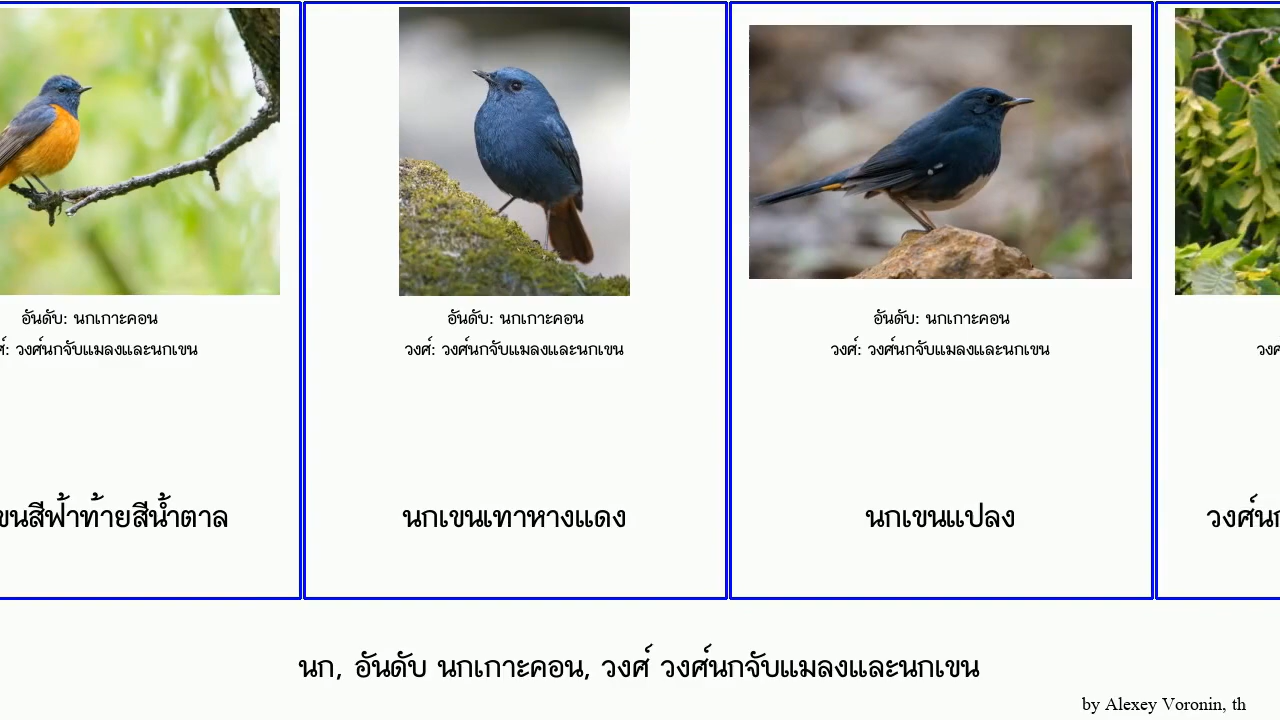 อันดับ: นกเกาะคอน
วงศ์: วงศ์นกจับแมลงและนกเขน
ขนสีฟ้าท้ายสีน้ำตาล
อันดับ: นกเกาะคอน
วงศ์: วงศ์นกจับแมลงและนกเขน
นกเขนเทาหางแดง
อันดับ: นกเกาะคอน
วงศ์: วงศ์นกจับแมลงและนกเขน
นกเขนแปลง
วงศ์นก
นก, อันดับ นกเกาะคอน, วงศ์ วงศ์นกจับแมลงและนกเขน
by Alexey Voronin, th